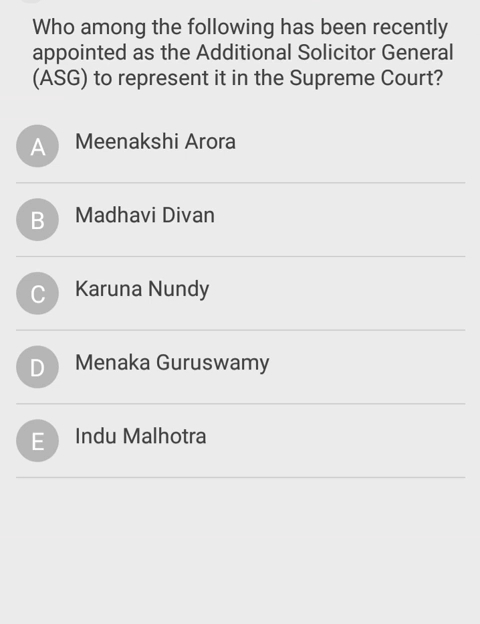 Who among the following has been recently
appointed as the Additional Solicitor General
(ASG) to represent it in the Supreme Court?
A Meenakshi Arora
B Madhavi Divan
C Karuna Nundy
D Menaka Guruswamy
E Indu Malhotra